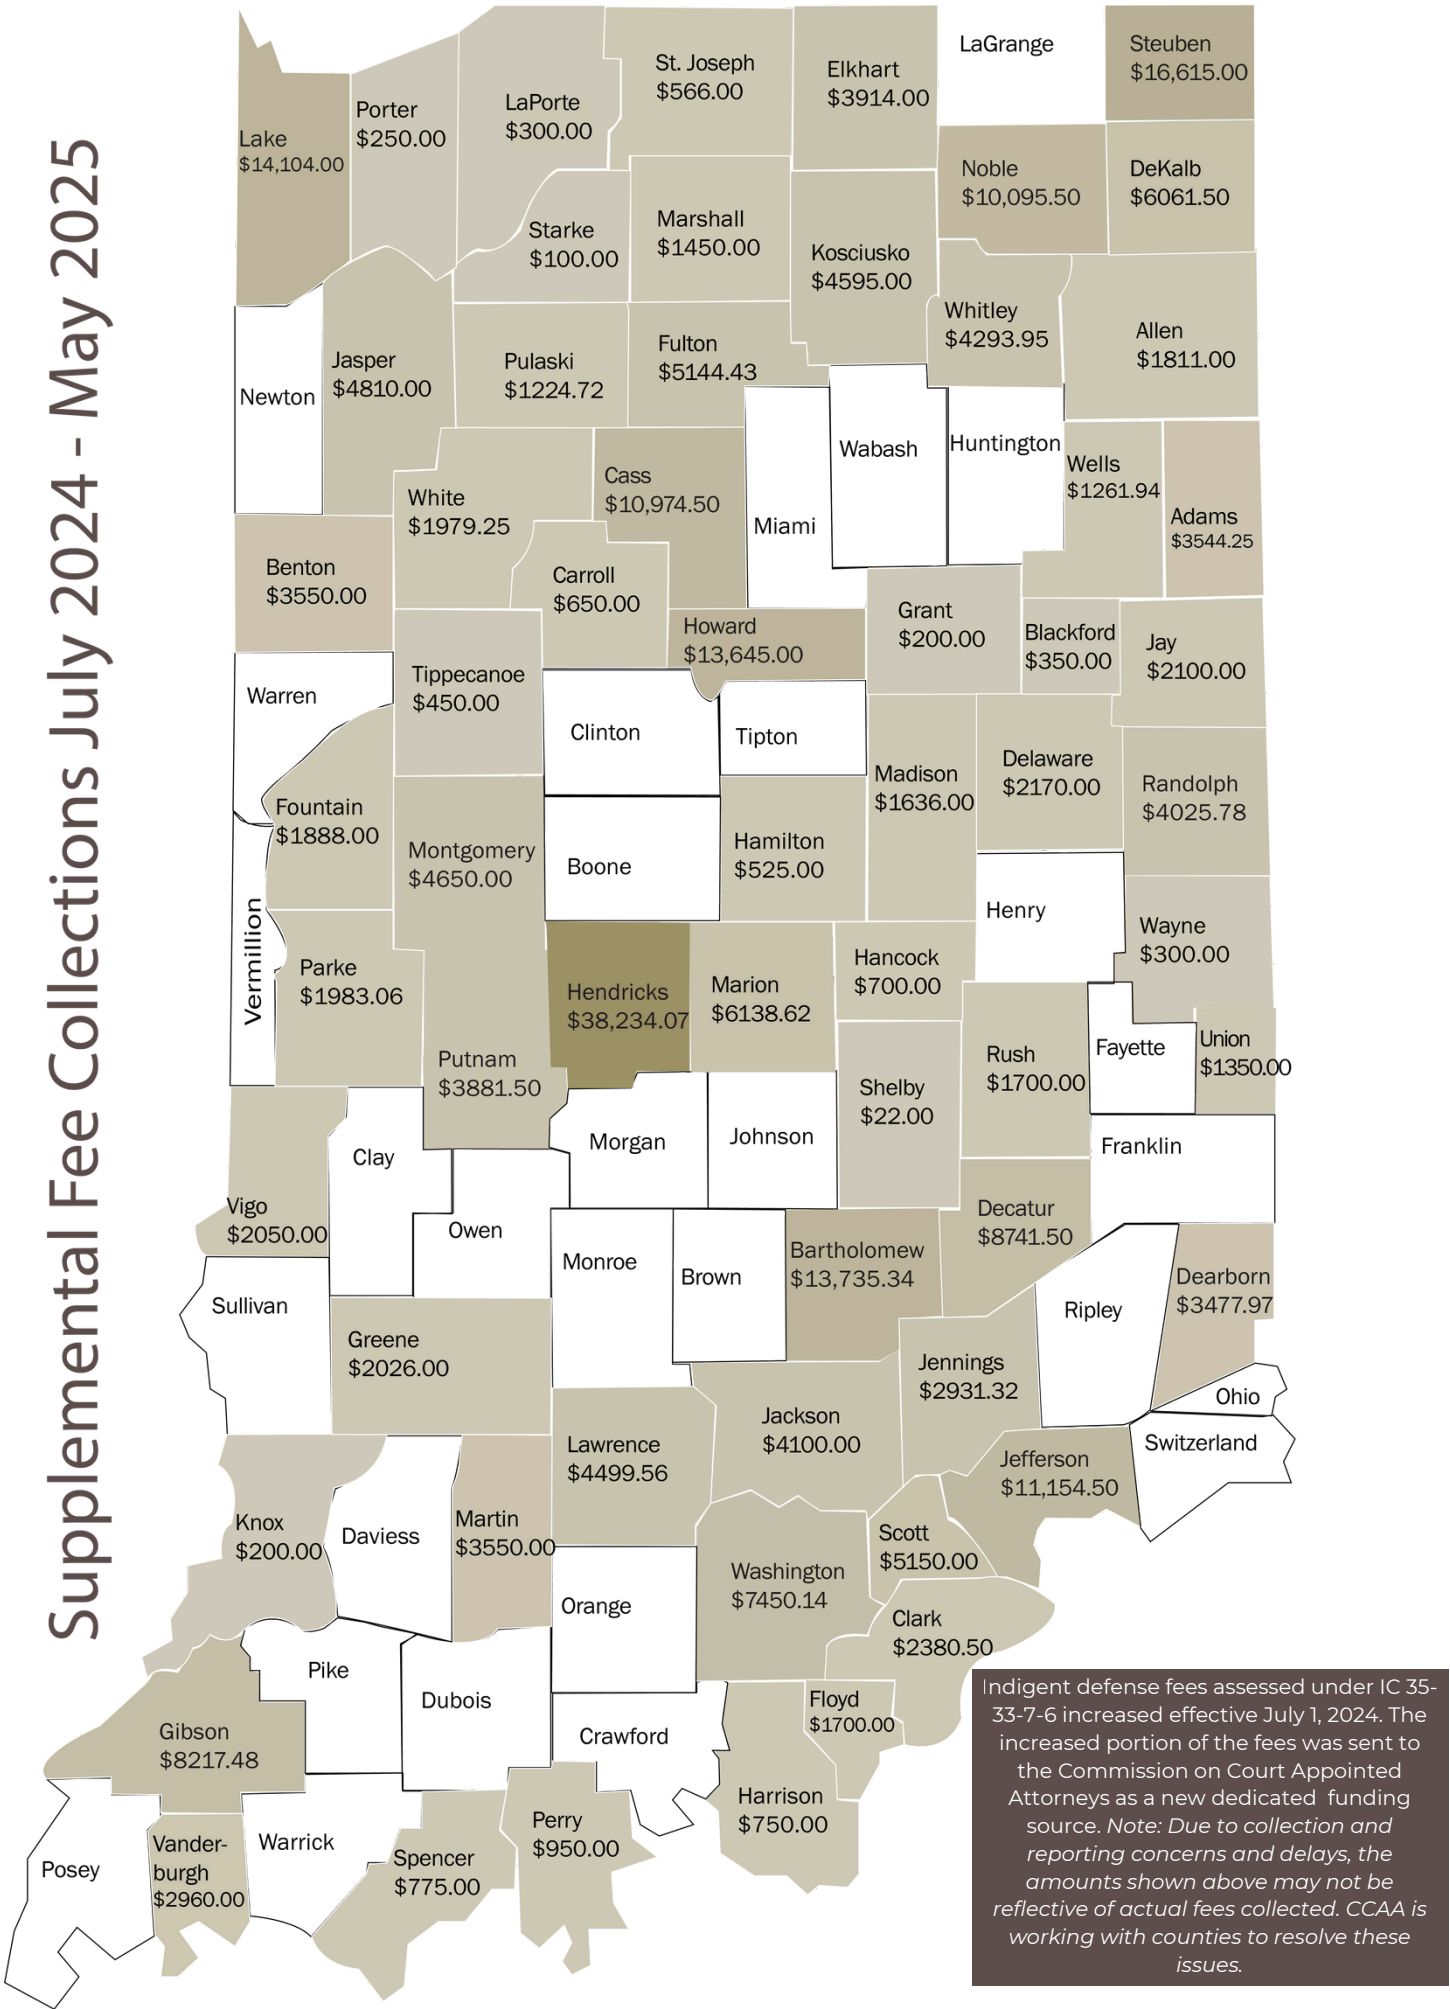 Supplemental Fee Collections July 2024 - May 2025
LaGrange
Steuben
$16,615.00
St. Joseph
$566.00
Elkhart
$3914.00
LaPorte
$300.00
Porter
$250.00
Lake
$14,104.00
Noble
$10,095.50
DeKalb
$6061.50
Starke
$100.00
Marshall
$1450.00
Kosciusko
$4595.00
Whitley
$4293.95
Allen
$1811.00
Newton
Jasper
$4810.00
Pulaski
$1224.72
Fulton
$5144.43
Wabash
Huntington
Wells
$1261.94
Adams
$3544.25
White
$1979.25
Cass
$10,974.50
Miami
Benton
$3550.00
Carroll
$650.00
Howard
$13,645.00
Grant
$200.00
Blackford
$350.00
Jay
$2100.00
Warren
Tippecanoe
$450.00
Clinton
Tipton
Madison
$1636.00
Delaware
$2170.00
Randolph
$4025.78
Fountain
$1888.00
Montgomery
$4650.00
Boone
Hamilton
$525.00
Henry
Wayne
$300.00
Vermillion
Parke
$1983.06
Hendricks
$38,234.07
Marion
$6138.62
Hancock
$700.00
Putnam
$3881.50
Shelby
$22.00
Rush
$1700.00
Fayette
Union
$1350.00
Clay
Morgan
Johnson
Franklin
Vigo
$2050.00
Owen
Monroe
Brown
Bartholomew
$13,735.34
Decatur
$8741.50
Dearborn
$3477.97
Sullivan
Greene
$2026.00
Ripley
Jennings
$2931.32
Ohio
Switzerland
Jackson
$4100.00
Lawrence
$4499.56
Jefferson
$11,154.50
Knox
$200.00
Daviess
Martin
$3550.00
Scott
$5150.00
Washington
$7450.14
Orange
Clark
$2380.50
Pike
Dubois
Crawford
Floyd
$1700.00
Gibson
$8217.48
Harrison
$750.00
Perry
$950.00
Spencer
$775.00
Warrick
Vander-
burgh
$2960.00
Posey
Indigent defense fees assessed under IC 35-
33-7-6 increased effective July 1, 2024. The
increased portion of the fees was sent to
the Commission on Court Appointed
Attorneys as a new dedicated funding
source. Note: Due to collection and
reporting concerns and delays, the
amounts shown above may not be
reflective of actual fees collected. CCAA is
working with counties to resolve these
issues.